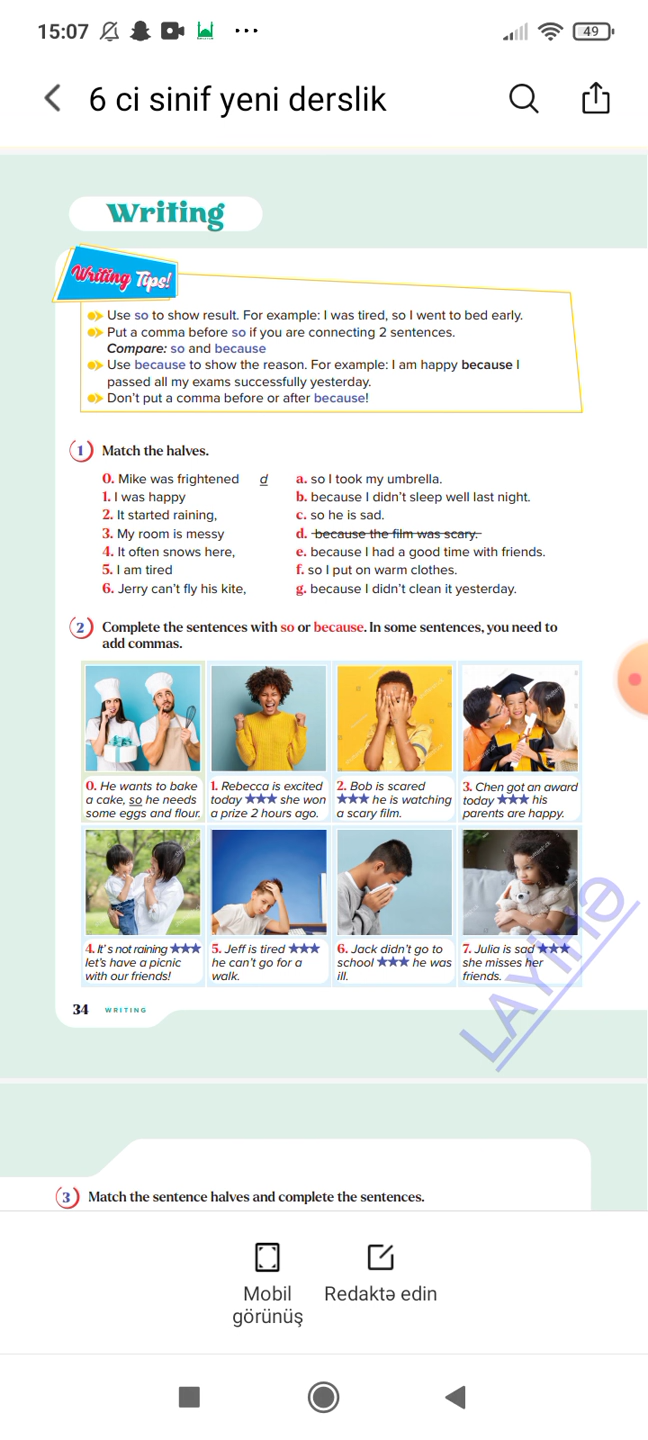 15:07
49
6 ci sinif yeni derslik
Writing
Writing Tips!
Use so to show result. For example: I was tired, so I went to bed early.
Put a comma before so if you are connecting 2 sentences.
Compare: so and because
Use because to show the reason. For example: I am happy because I
passed all my exams successfully yesterday.
Don't put a comma before or after because!
1 Match the halves.
0. Mike was frightened d
1. I was happy
2. It started raining,
3. My room is messy
4. It often snows here,
5. I am tired
6. Jerry can't fly his kite,
a. so I took my umbrella.
b. because I didn't sleep well last night.
c. so he is sad.
d. because the film was scary.
e. because I had a good time with friends.
f. so I put on warm clothes.
g. because I didn't clean it yesterday.
2 Complete the sentences with so or because. In some sentences, you need to
add commas.
0. He wants to bake
a cake, so he needs
some eggs and flour.
1. Rebecca is excited
today ★★★ she won
a prize 2 hours ago.
2. Bob is scared
★★★ he is watching
a scary film.
3. Chen got an award
today ★★★ his
parents are happy.
4. It's not raining ★★★
let's have a picnic
with our friends!
5. Jeff is tired ★★★
he can't go for a
walk.
6. Jack didn't go to
school ★★★ he was
ill.
7. Julia is sad ★★★
she misses her
friends.
LAYİHƏ
34 WRITING
3 Match the sentence halves and complete the sentences.
Mobil
görünüş
Redaktə edin